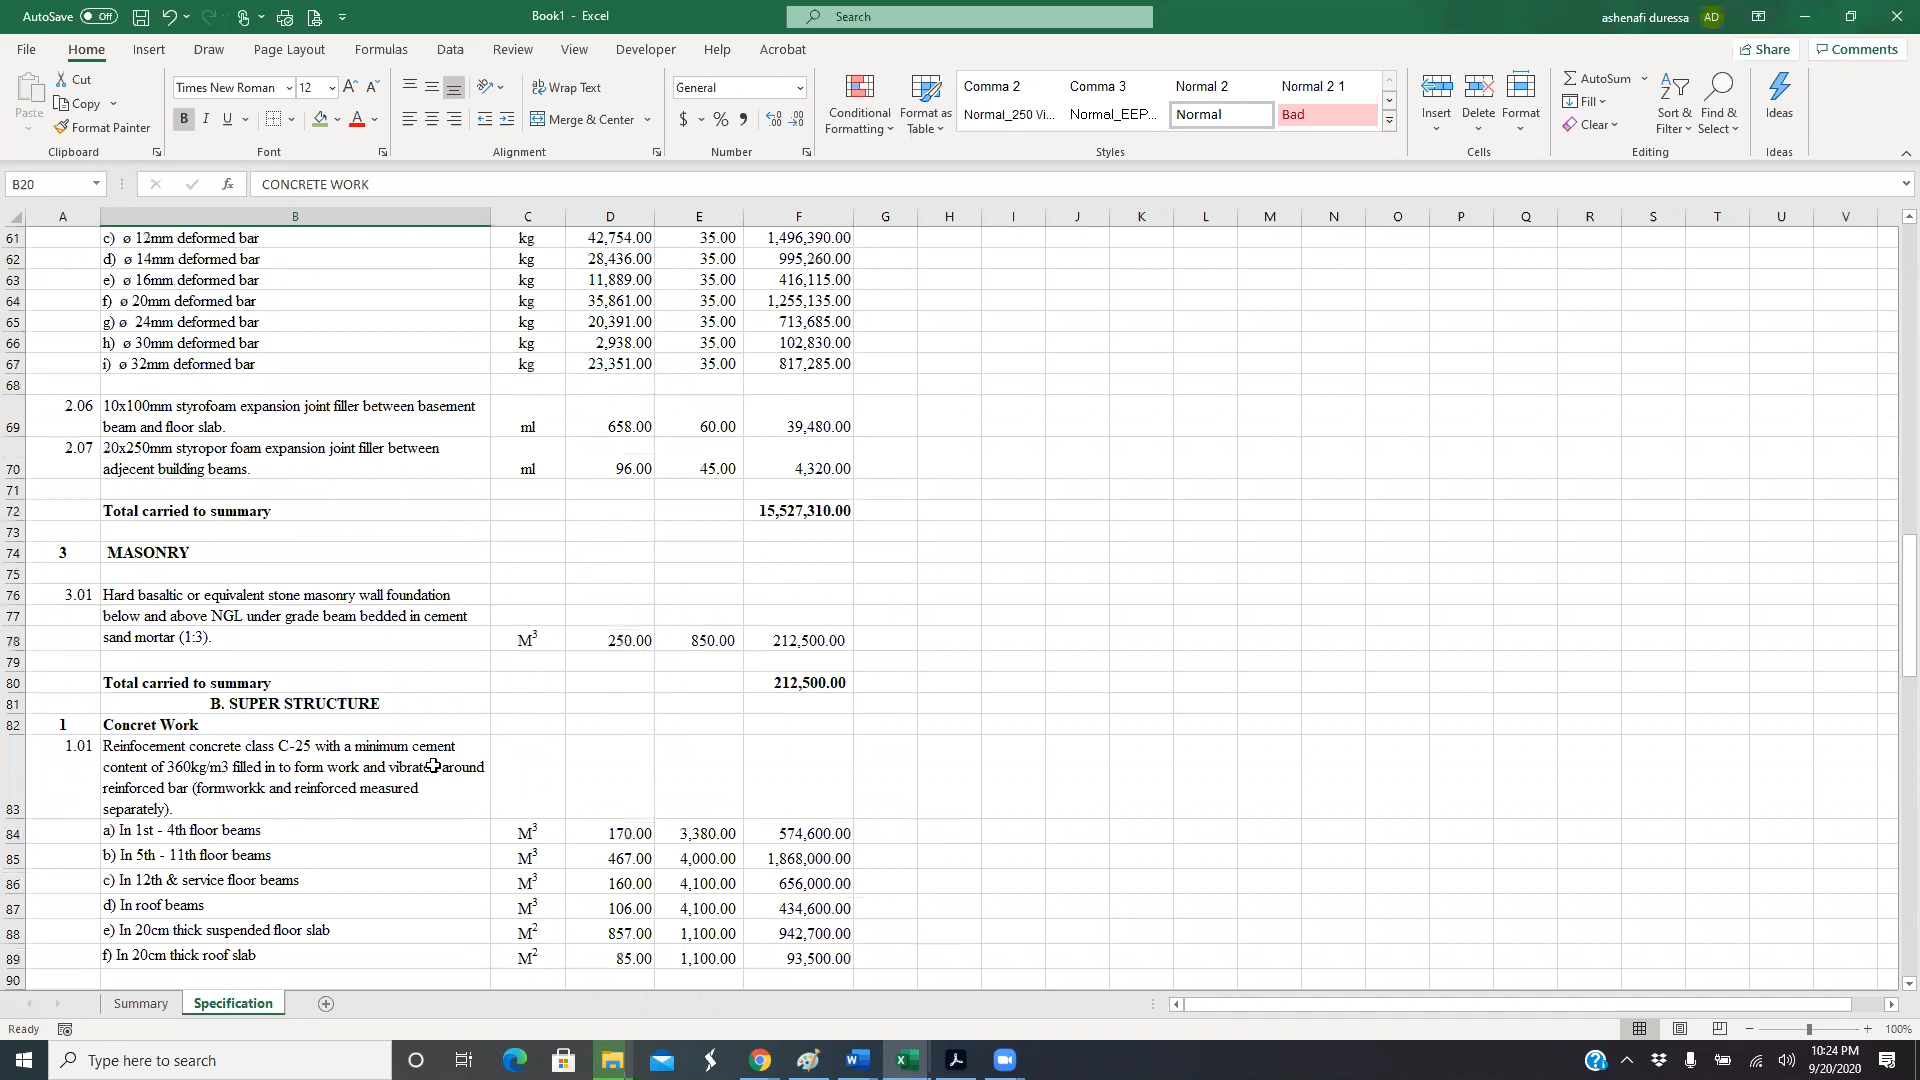 AutoSave Off Book1 - Excel Search ashenafi duressa AD
File Home Insert Draw Page Layout Formulas Data Review View Developer Help Acrobat Share Comments
Paste Cut Copy Format Painter Clipboard
Times New Roman 12 B I U A Font
Wrap Text Merge & Center Alignment
General $ % Number
Conditional Formatting Format as Table
Comma 2 Comma 3 Normal 2 Normal 2 1
Normal_250 Vi... Normal_EEP... Normal Bad
Styles
Insert Delete Format Cells
AutoSum Fill Clear Sort & Filter Find & Select Editing
Ideas Ideas
B20 fx CONCRETE WORK
A B C D E F G H I J K L M N O P Q R S T U V
61 c) ø 12mm deformed bar kg 42,754.00 35.00 1,496,390.00
62 d) ø 14mm deformed bar kg 28,436.00 35.00 995,260.00
63 e) ø 16mm deformed bar kg 11,889.00 35.00 416,115.00
64 f) ø 20mm deformed bar kg 35,861.00 35.00 1,255,135.00
65 g) ø 24mm deformed bar kg 20,391.00 35.00 713,685.00
66 h) ø 30mm deformed bar kg 2,938.00 35.00 102,830.00
67 i) ø 32mm deformed bar kg 23,351.00 35.00 817,285.00
68
2.06 10x100mm styrofoam expansion joint filler between basement
69 beam and floor slab. ml 658.00 60.00 39,480.00
2.07 20x250mm styropor foam expansion joint filler between
70 adjecent building beams. ml 96.00 45.00 4,320.00
71
72 Total carried to summary 15,527,310.00
73
74 3 MASONRY
75
76 3.01 Hard basaltic or equivalent stone masonry wall foundation
77 below and above NGL under grade beam bedded in cement
78 sand mortar (1:3). M3 250.00 850.00 212,500.00
79
80 Total carried to summary 212,500.00
81 B. SUPER STRUCTURE
82 1 Concret Work
1.01 Reinfocement concrete class C-25 with a minimum cement
content of 360kg/m3 filled in to form work and vibrate around
reinforced bar (formworkk and reinforced measured
83 separately).
84 a) In 1st - 4th floor beams M3 170.00 3,380.00 574,600.00
85 b) In 5th - 11th floor beams M3 467.00 4,000.00 1,868,000.00
86 c) In 12th & service floor beams M3 160.00 4,100.00 656,000.00
87 d) In roof beams M3 106.00 4,100.00 434,600.00
88 e) In 20cm thick suspended floor slab M2 857.00 1,100.00 942,700.00
89 f) In 20cm thick roof slab M2 85.00 1,100.00 93,500.00
90
Summary Specification
Ready 100%
Type here to search 10:24 PM
9/20/2020